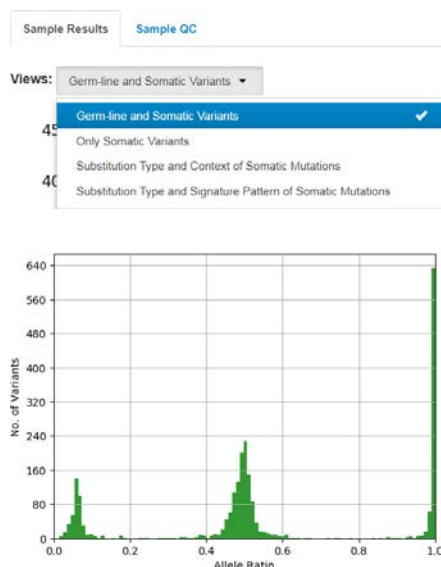 Sample Results Sample QC
Views: Germ-line and Somatic Variants
Germ-line and Somatic Variants
45
Only Somatic Variants
Substitution Type and Context of Somatic Mutations
40
Substitution Type and Signature Pattern of Somatic Mutations
640
560
480
400
320
240
160
80
0
No. of Variants
0.0 0.2 0.4 0.6 0.8 1.0
Allele Ratio